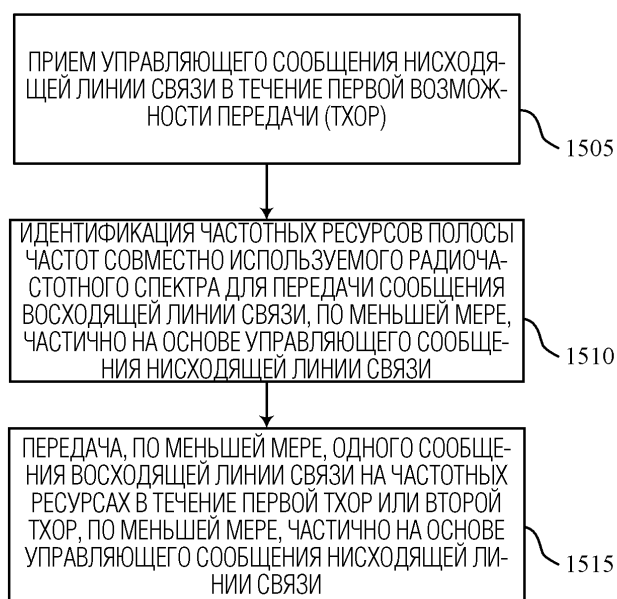 ПРИЕМ УПРАВЛЯЮЩЕГО СООБЩЕНИЯ НИСХОДЯ-
ЩЕЙ ЛИНИИ СВЯЗИ В ТЕЧЕНИЕ ПЕРВОЙ ВОЗМОЖ-
НОСТИ ПЕРЕДАЧИ (TXOP)
1505
ИДЕНТИФИКАЦИЯ ЧАСТОТНЫХ РЕСУРСОВ ПОЛОСЫ
ЧАСТОТ СОВМЕСТНО ИСПОЛЬЗУЕМОГО РАДИОЧА-
СТОТНОГО СПЕКТРА ДЛЯ ПЕРЕДАЧИ СООБЩЕНИЯ
ВОСХОДЯЩЕЙ ЛИНИИ СВЯЗИ, ПО МЕНЬШЕЙ МЕРЕ,
ЧАСТИЧНО НА ОСНОВЕ УПРАВЛЯЮЩЕГО СООБЩЕ-
НИЯ НИСХОДЯЩЕЙ ЛИНИИ СВЯЗИ
1510
ПЕРЕДАЧА, ПО МЕНЬШЕЙ МЕРЕ, ОДНОГО СООБЩЕ-
НИЯ ВОСХОДЯЩЕЙ ЛИНИИ СВЯЗИ НА ЧАСТОТНЫХ
РЕСУРСАХ В ТЕЧЕНИЕ ПЕРВОЙ TXOP ИЛИ ВТОРОЙ
TXOP, ПО МЕНЬШЕЙ МЕРЕ, ЧАСТИЧНО НА ОСНОВЕ
УПРАВЛЯЮЩЕГО СООБЩЕНИЯ НИСХОДЯЩЕЙ ЛИ-
НИИ СВЯЗИ
1515